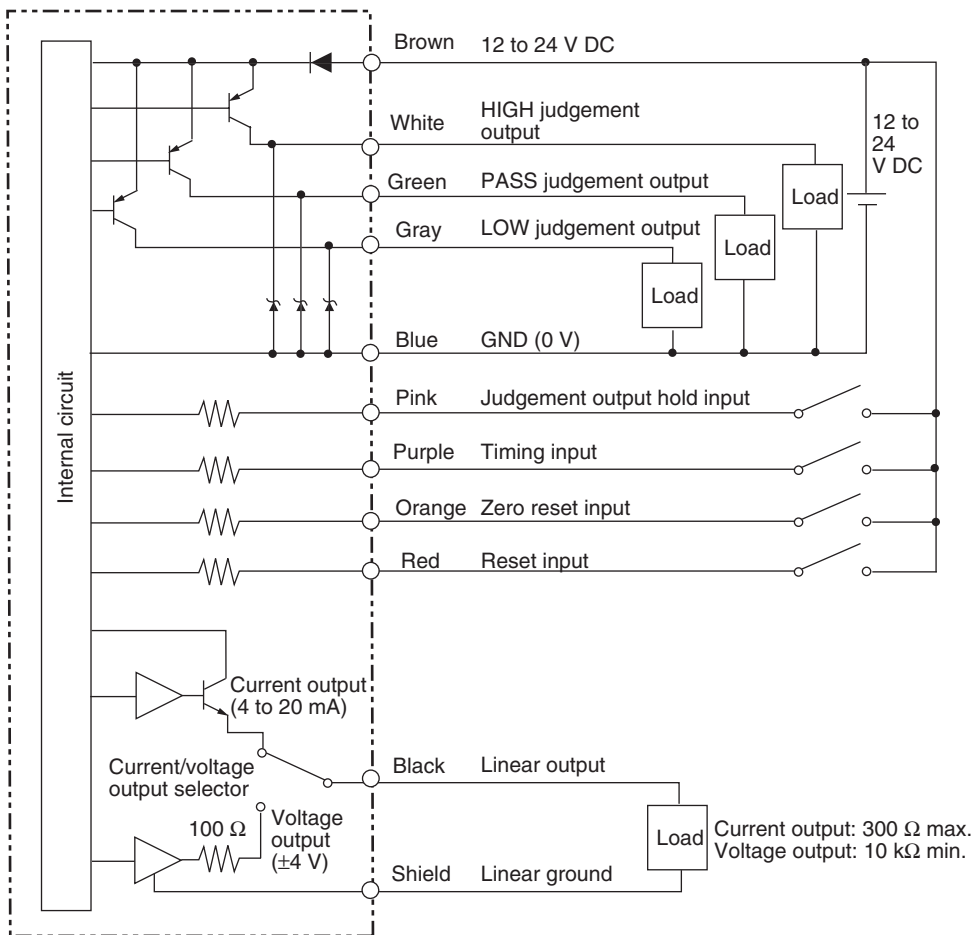 Brown 12 to 24 V DC
White HIGH judgement
output
12 to
24
V DC
Load
Green PASS judgement output
Load
Gray LOW judgement output
Load
Blue GND (0 V)
Internal circuit
Pink Judgement output hold input
Purple Timing input
Orange Zero reset input
Red Reset input
Current output
(4 to 20 mA)
Current/voltage
output selector
Black Linear output
100 Ω
Voltage
output
(±4 V)
Load
Current output: 300 Ω max.
Voltage output: 10 kΩ min.
Shield Linear ground